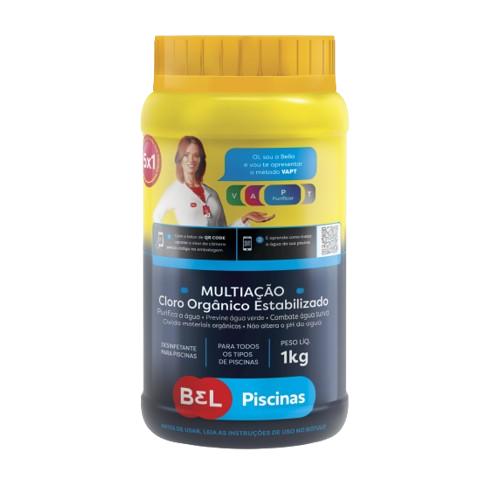 5x1
Oi, sou a Bella
e vou te apresentar
o método VAPT
V A P T
Purificar
MULTIAÇÃO
Cloro Orgânico Estabilizado
Purifica a água • Previne água verde • Combate água turva
Oxida materiais orgânicos • Não altera o pH da água
DESINFETANTE
PARA PISCINAS
PARA TODOS
OS TIPOS
DE PISCINAS
PESO LÍQ.
1kg
BEL Piscinas
ANTES DE USAR, LEIA AS INSTRUÇÕES DE USO NO RÓTULO